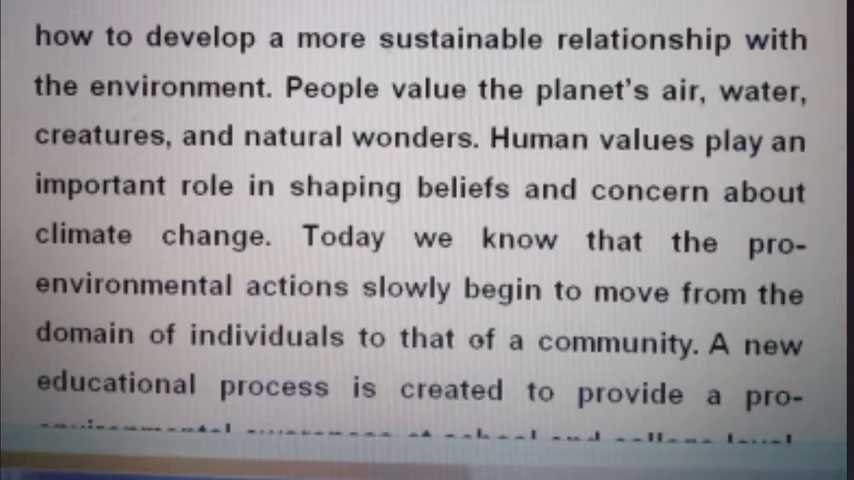 how to develop a more sustainable relationship with
the environment. People value the planet's air, water,
creatures, and natural wonders. Human values play an
important role in shaping beliefs and concern about
climate change. Today we know that the pro-
environmental actions slowly begin to move from the
domain of individuals to that of a community. A new
educational process is created to provide a pro-